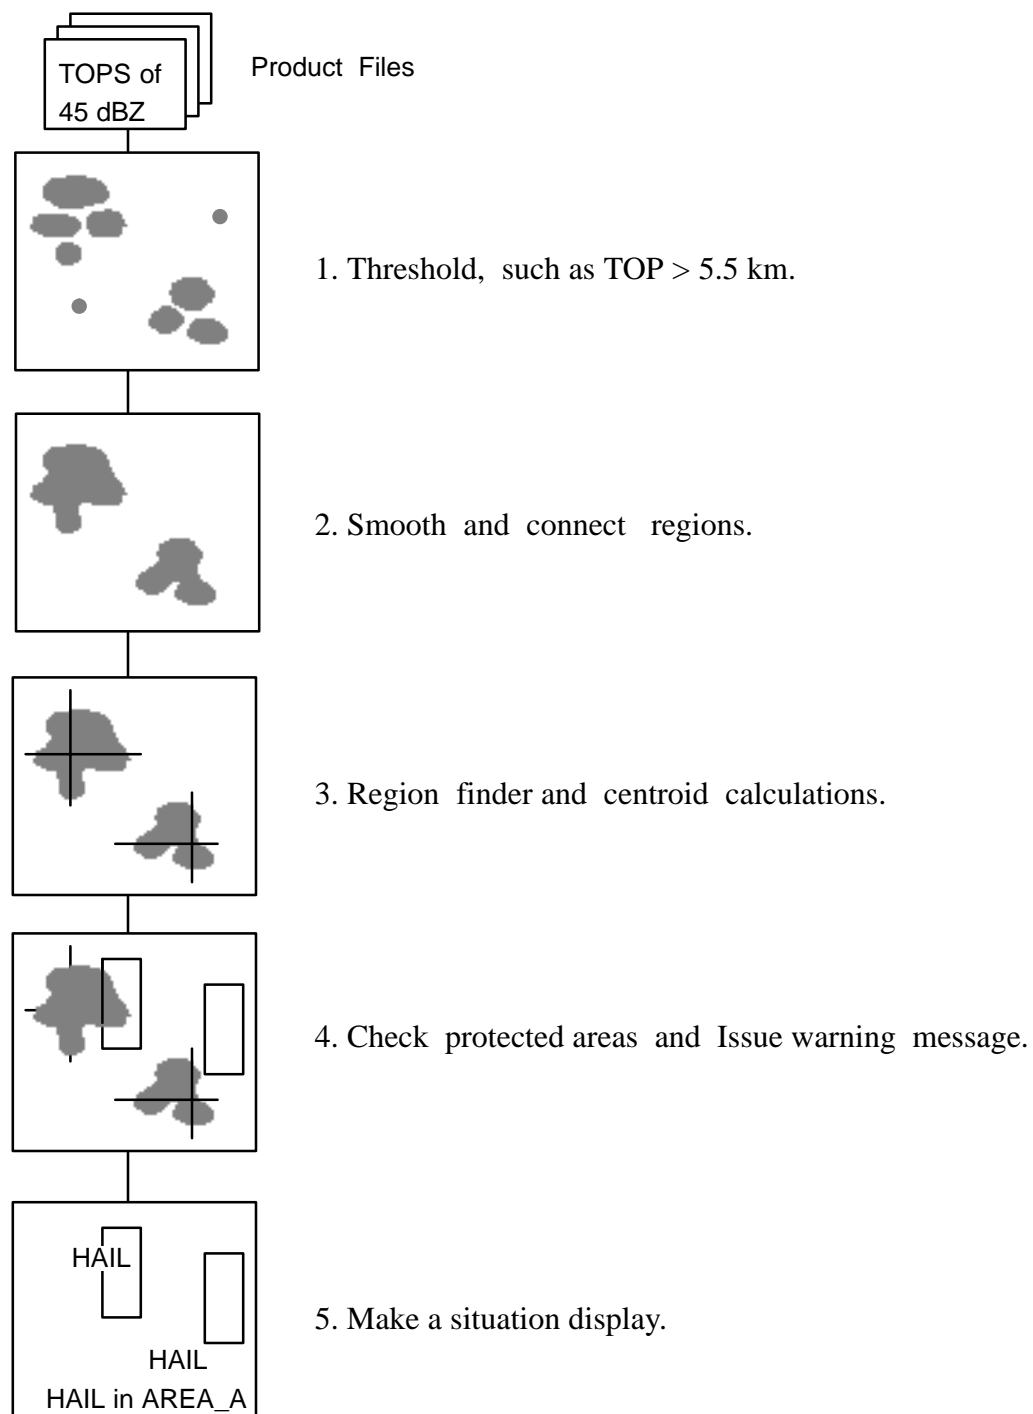 TOPS of
45 dBZ
Product Files
1. Threshold, such as TOP > 5.5 km.
2. Smooth and connect regions.
3. Region finder and centroid calculations.
4. Check protected areas and Issue warning message.
HAIL
5. Make a situation display.
HAIL
HAIL in AREA_A